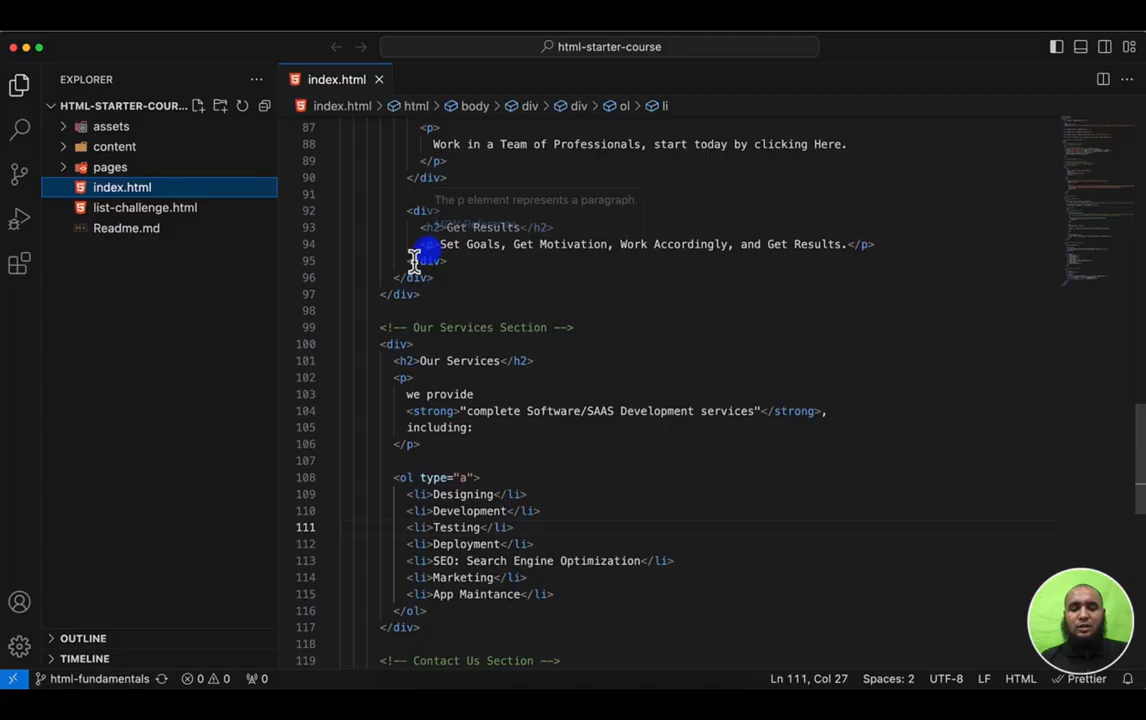 html-starter-course
EXPLORER
index.html
HTML-STARTER-COUR...
index.html > html > body > div > div > ol > li
assets
content
pages
index.html
list-challenge.html
Readme.md
87 <p>
88 Work in a Team of Professionals, start today by clicking Here.
89 </p>
90 </div>
91
The p element represents a paragraph.
MDN Reference
92 <div>
93 <h2>Get Results</h2>
94 <p>Set Goals, Get Motivation, Work Accordingly, and Get Results.</p>
95 </div>
96 </div>
97 </div>
98
99 <!-- Our Services Section -->
100 <div>
101 <h2>Our Services</h2>
102 <p>
103 we provide
104 <strong>"complete Software/SAAS Development services"</strong>,
105 including:
106 </p>
107
108 <ol type="a">
109 <li>Designing</li>
110 <li>Development</li>
111 <li>Testing</li>
112 <li>Deployment</li>
113 <li>SEO: Search Engine Optimization</li>
114 <li>Marketing</li>
115 <li>App Maintance</li>
116 </ol>
117 </div>
118
119 <!-- Contact Us Section -->
OUTLINE
TIMELINE
html-fundamentals 0 0 0 Ln 111, Col 27 Spaces: 2 UTF-8 LF HTML Prettier